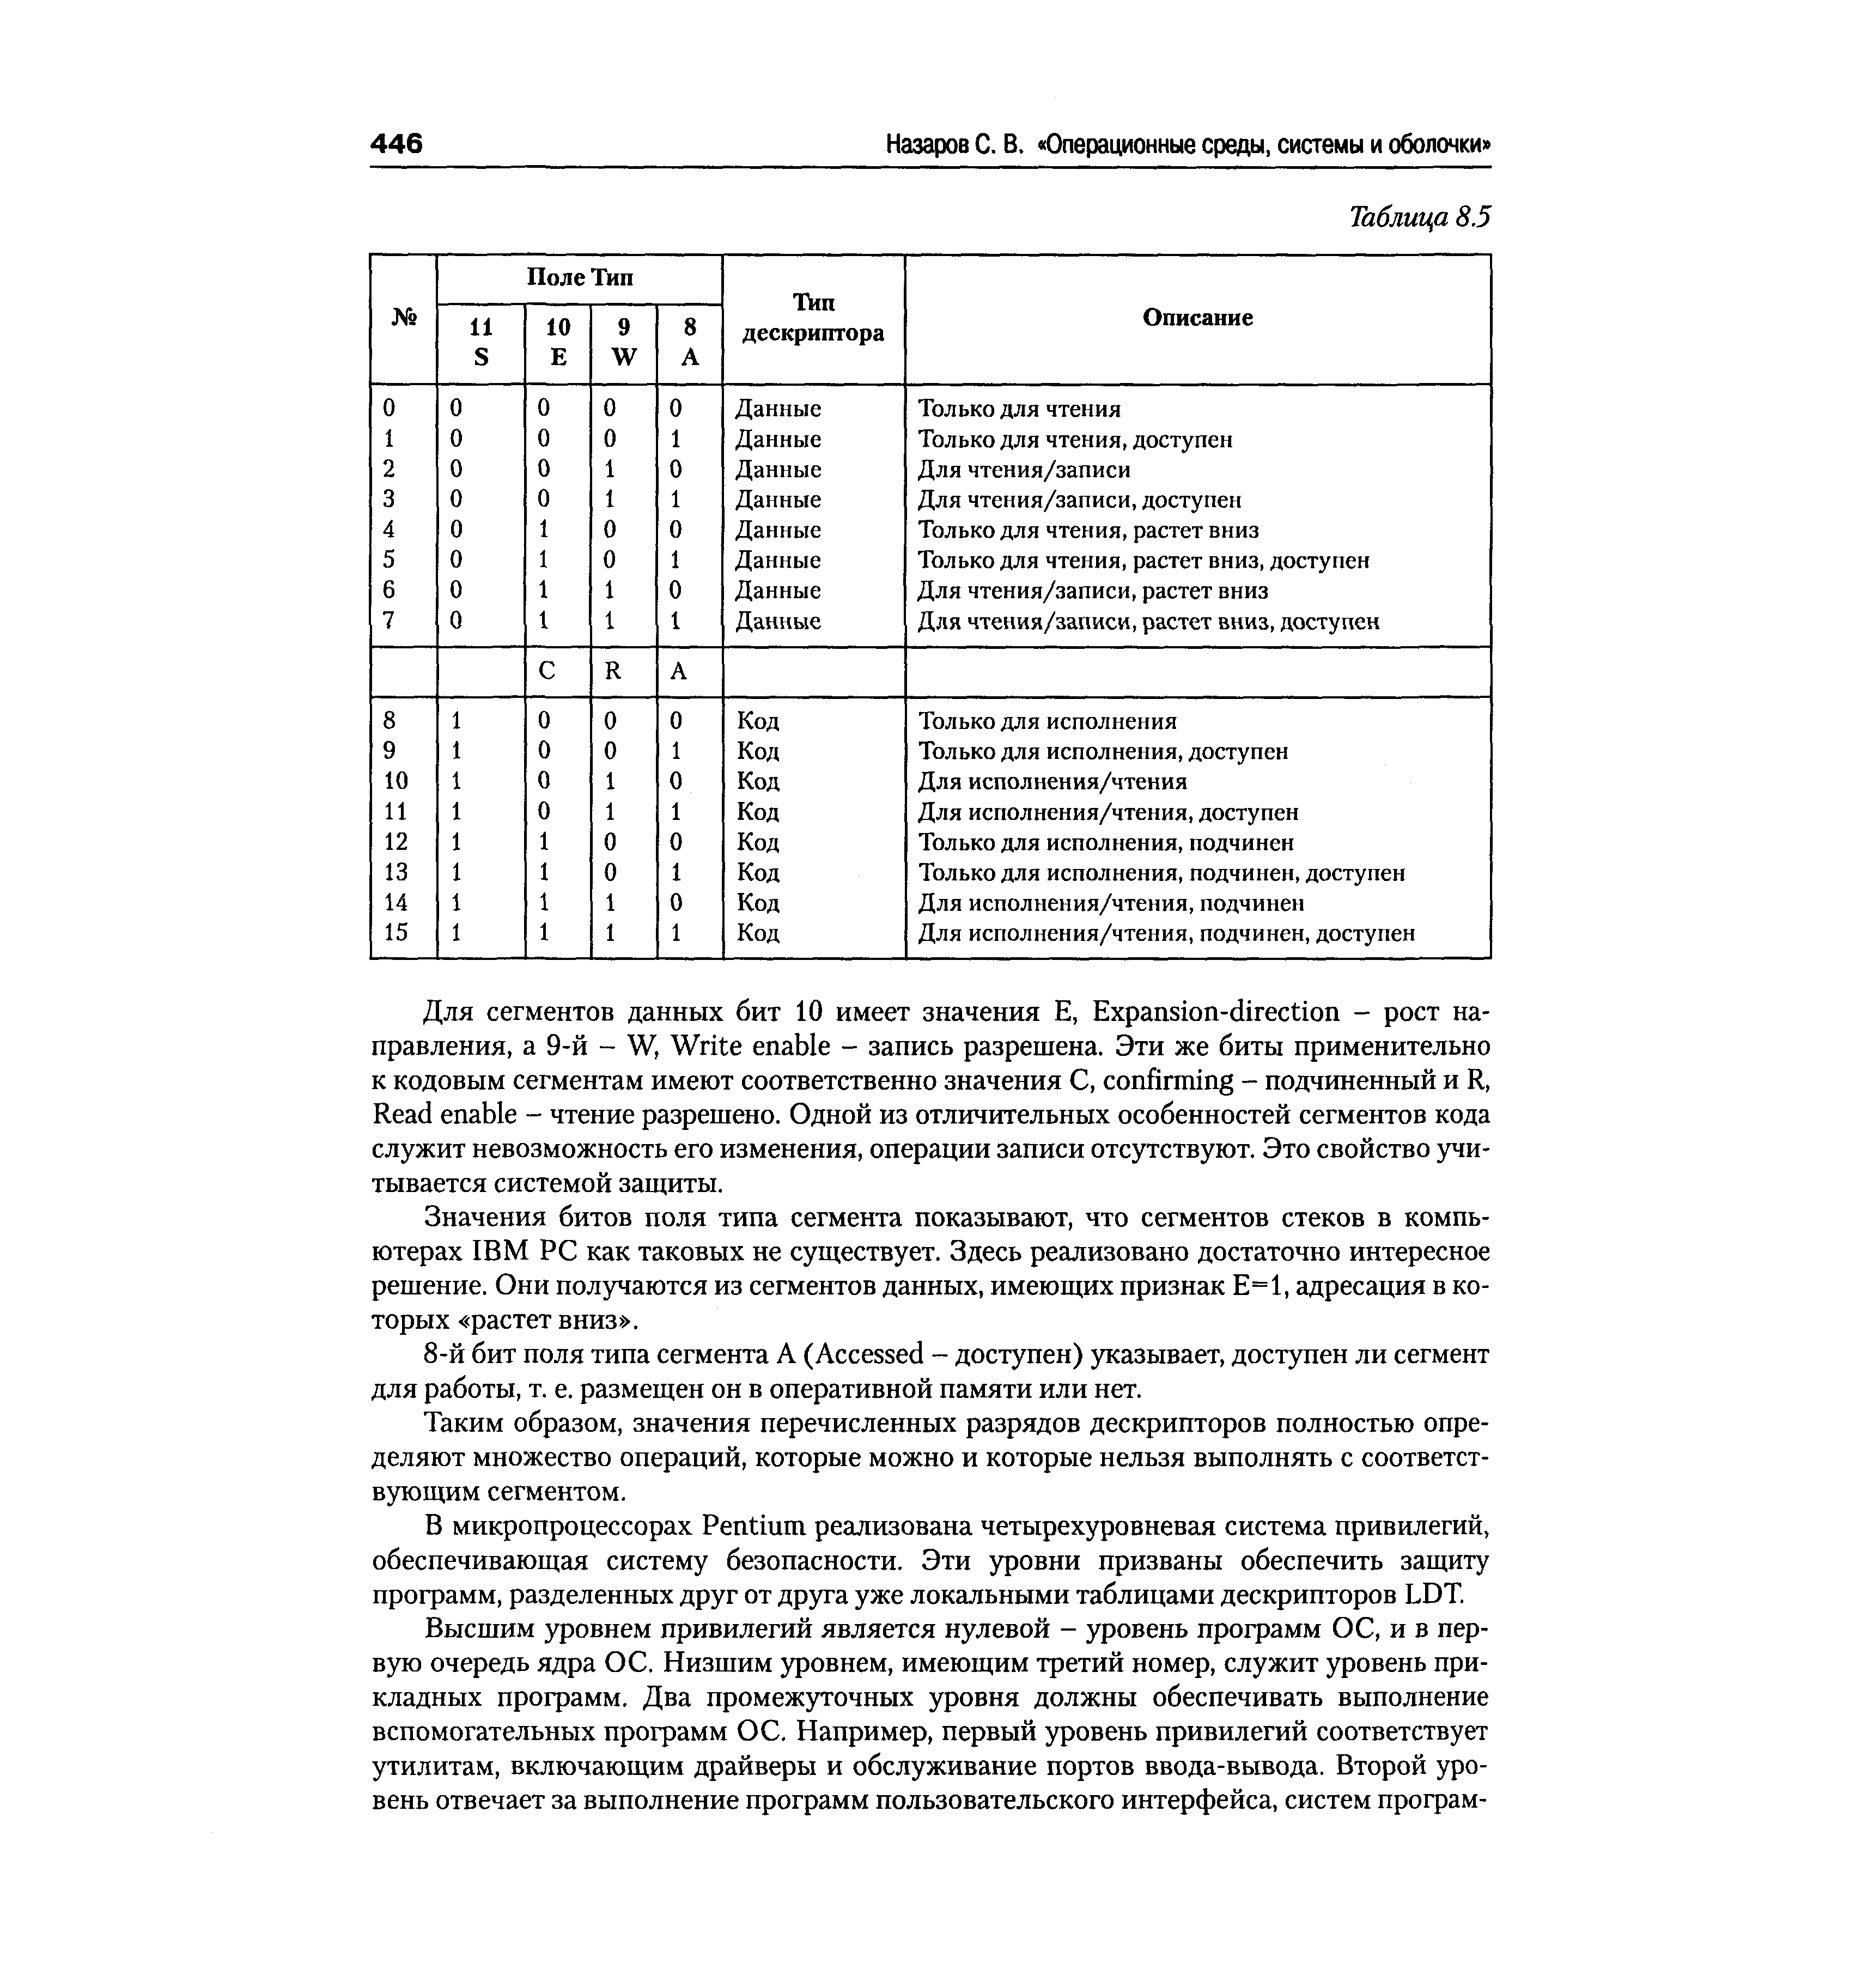 446 Назаров С. В. «Операционные среды, системы и оболочки»
Таблица 8.5
№ Поле Тип Тип дескриптора Описание
11 10 9 8
S E W A
0 0 0 0 0 Данные Только для чтения
1 0 0 0 1 Данные Только для чтения, доступен
2 0 0 1 0 Данные Для чтения/записи
3 0 0 1 1 Данные Для чтения/записи, доступен
4 0 1 0 0 Данные Только для чтения, растет вниз
5 0 1 0 1 Данные Только для чтения, растет вниз, доступен
6 0 1 1 0 Данные Для чтения/записи, растет вниз
7 0 1 1 1 Данные Для чтения/записи, растет вниз, доступен
C R A
8 1 0 0 0 Код Только для исполнения
9 1 0 0 1 Код Только для исполнения, доступен
10 1 0 1 0 Код Для исполнения/чтения
11 1 0 1 1 Код Для исполнения/чтения, доступен
12 1 1 0 0 Код Только для исполнения, подчинен
13 1 1 0 1 Код Только для исполнения, подчинен, доступен
14 1 1 1 0 Код Для исполнения/чтения, подчинен
15 1 1 1 1 Код Для исполнения/чтения, подчинен, доступен
Для сегментов данных бит 10 имеет значения E, Expansion-direction – рост на-
правления, а 9-й – W, Write enable – запись разрешена. Эти же биты применительно
к кодовым сегментам имеют соответственно значения C, confirming – подчиненный и R,
Read enable – чтение разрешено. Одной из отличительных особенностей сегментов кода
служит невозможность его изменения, операции записи отсутствуют. Это свойство учи-
тывается системой защиты.
Значения битов поля типа сегмента показывают, что сегментов стеков в компь-
ютерах IBM PC как таковых не существует. Здесь реализовано достаточно интересное
решение. Они получаются из сегментов данных, имеющих признак E=1, адресация в ко-
торых «растет вниз».
8-й бит поля типа сегмента A (Accessed – доступен) указывает, доступен ли сегмент
для работы, т. е. размещен он в оперативной памяти или нет.
Таким образом, значения перечисленных разрядов дескрипторов полностью опре-
деляют множество операций, которые можно и которые нельзя выполнять с соответст-
вующим сегментом.
В микропроцессорах Pentium реализована четырехуровневая система привилегий,
обеспечивающая систему безопасности. Эти уровни призваны обеспечить защиту
программ, разделенных друг от друга уже локальными таблицами дескрипторов LDT.
Высшим уровнем привилегий является нулевой – уровень программ ОС, и в пер-
вую очередь ядра ОС. Низшим уровнем, имеющим третий номер, служит уровень при-
кладных программ. Два промежуточных уровня должны обеспечивать выполнение
вспомогательных программ ОС. Например, первый уровень привилегий соответствует
утилитам, включающим драйверы и обслуживание портов ввода-вывода. Второй уро-
вень отвечает за выполнение программ пользовательского интерфейса, систем програм-